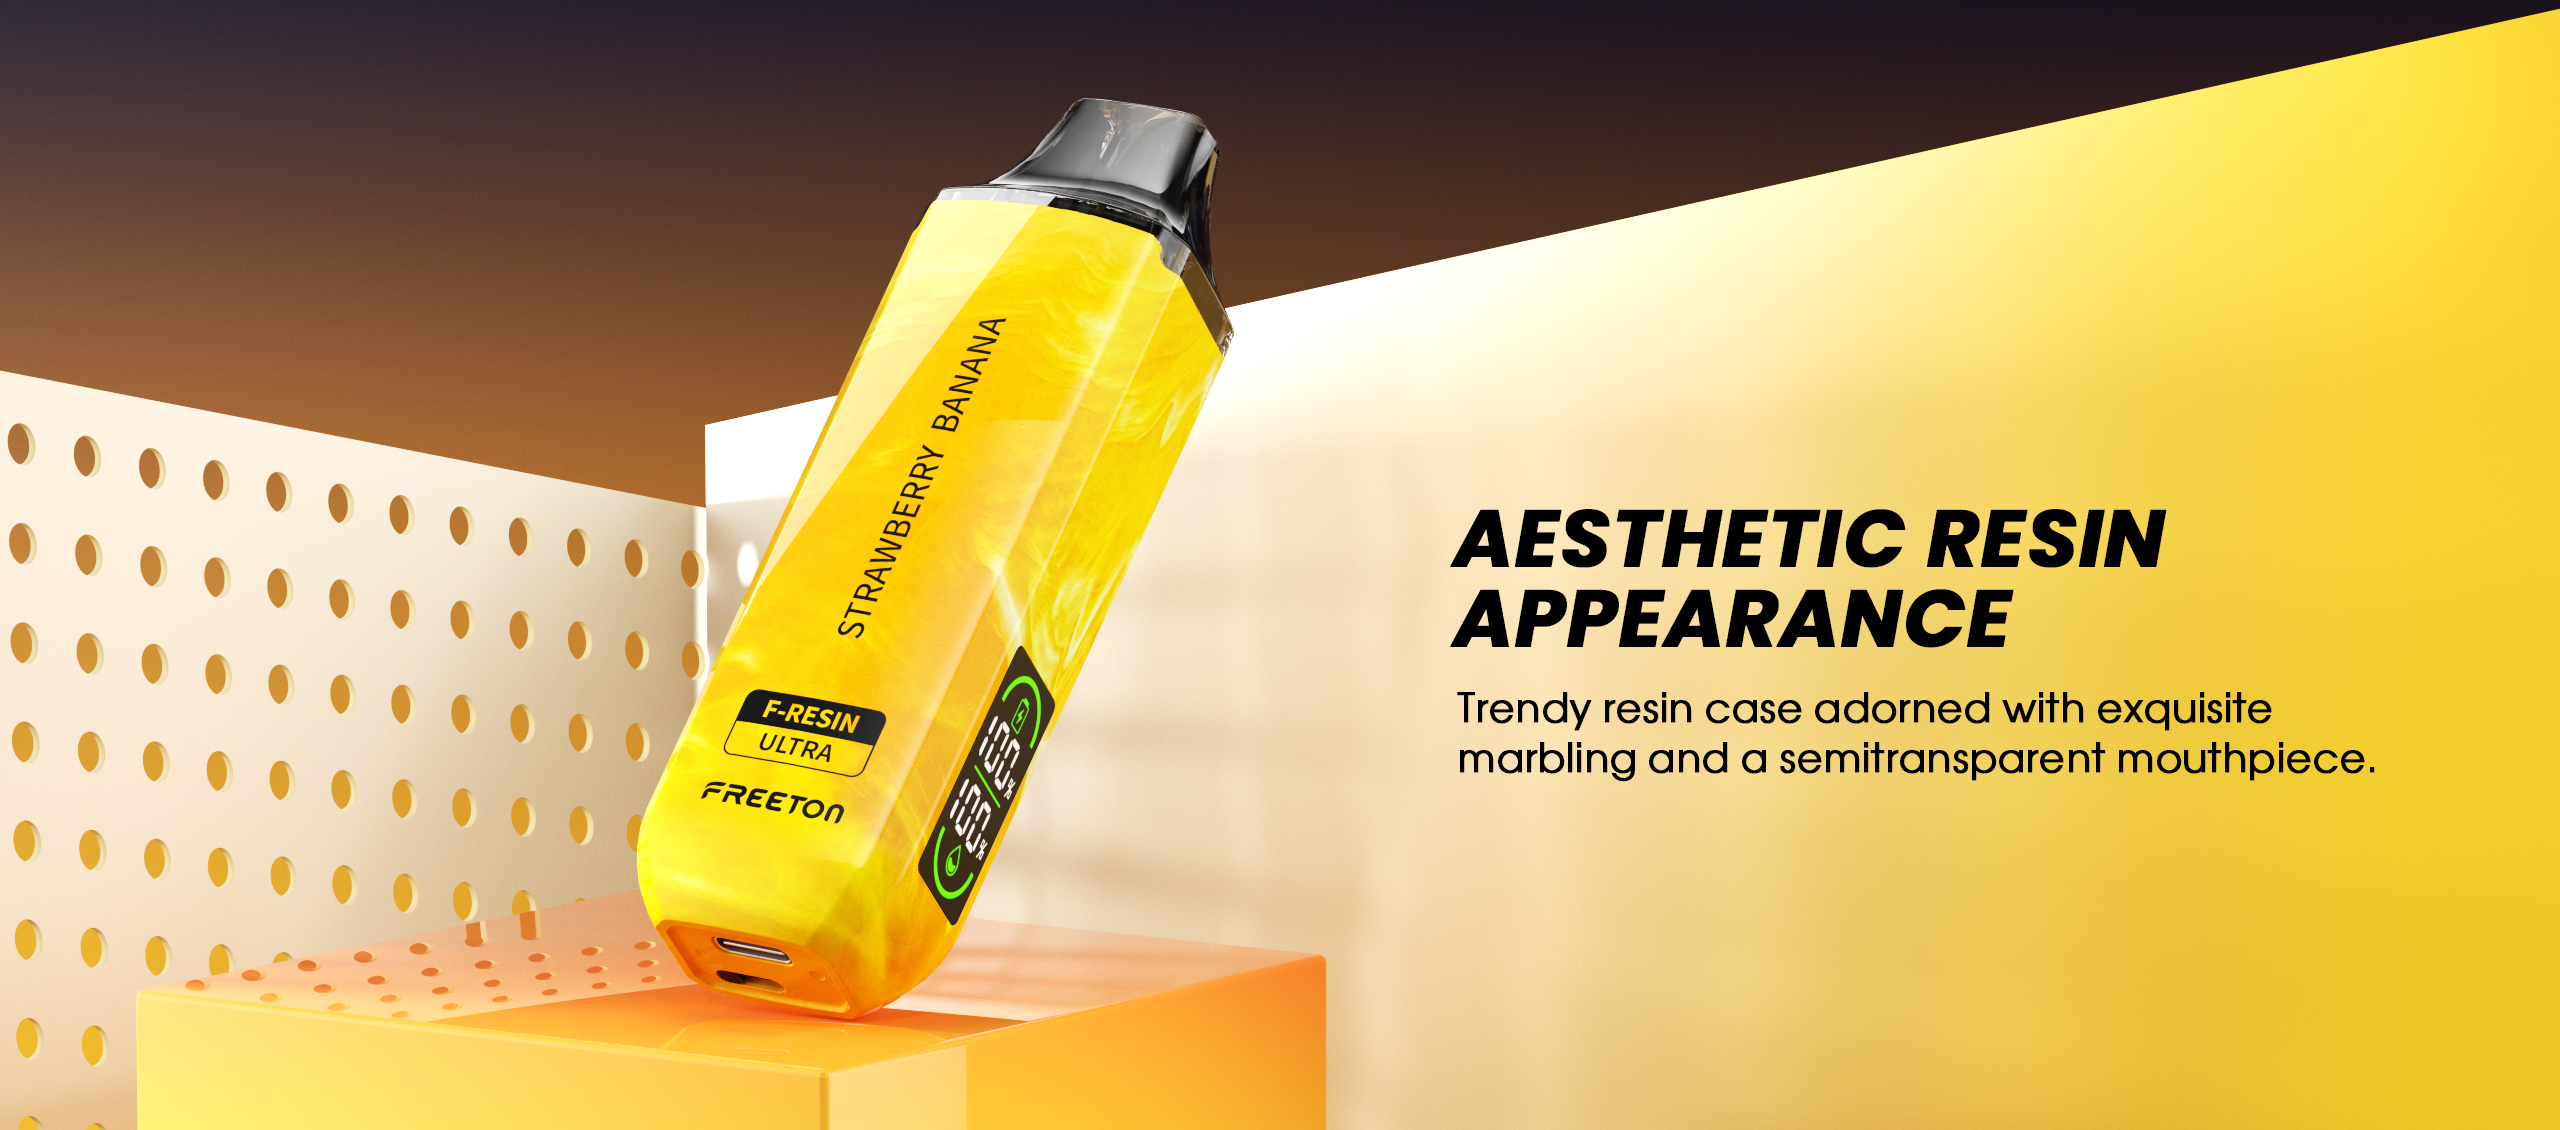 STRAWBERRY BANANA
F-RESIN
ULTRA
FREETON
100%
100%
AESTHETIC RESIN
APPEARANCE
Trendy resin case adorned with exquisite
marbling and a semitransparent mouthpiece.